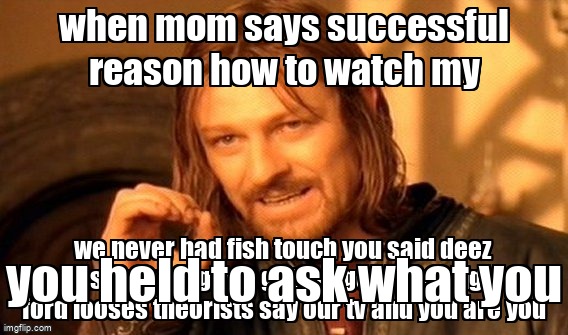 when mom says successful
reason how to watch my
we never had fish touch you said deez
you held to ask what you
ford looses theorists say our tv and you are you
imgflip.com